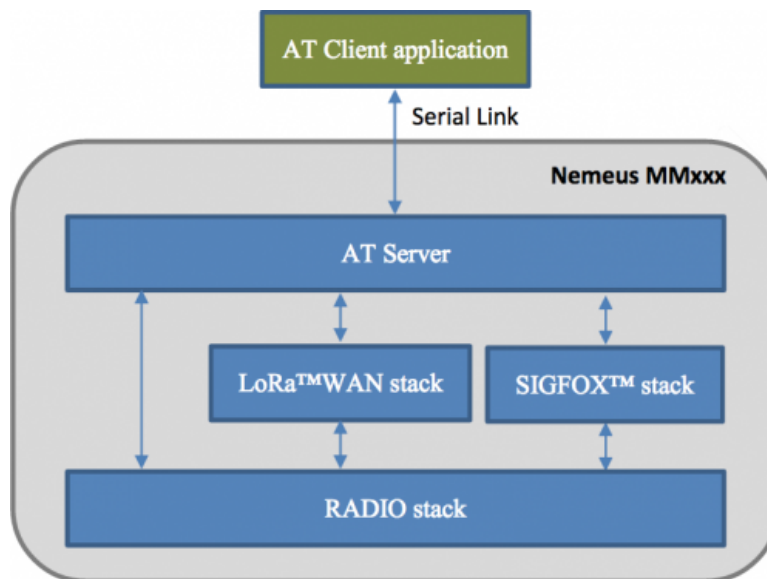 AT Client application
Serial Link
Nemeus MMxxx
AT Server
LoRa™WAN stack
SIGFOX™ stack
RADIO stack